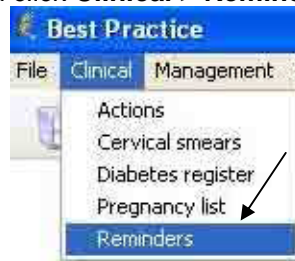 Best Practice
File Clinical Management
Actions
Cervical smears
Diabetes register
Pregnancy list
Reminders